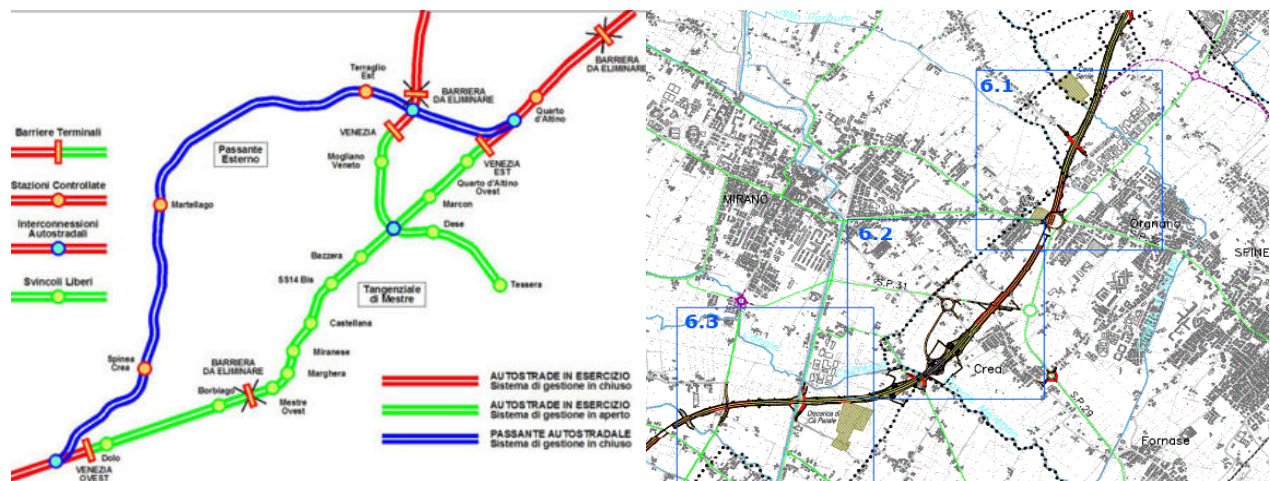 Terraglio
Est
BARRIERA
DA ELIMINARE
BARRIERA
DA ELIMINARE
Quarto
d'Altino
Barriere Terminali
VENEZIA
Passante
Esterno
Mogliano
Veneto
VENEZIA
EST
Quarto d'Altino
Ovest
Stazioni Controllate
Martellago
Marcon
Dese
Interconnessioni
Autostradali
Bazzera
SS14 Bis
Tessera
Svincoli Liberi
Tangenziale
di Mestre
Castellana
Miranese
Spinea
Crea
BARRIERA
DA ELIMINARE
Marghera
Borbiago
Mestre
Ovest
AUTOSTRADE IN ESERCIZIO
Sistema di gestione in chiuso
AUTOSTRADE IN ESERCIZIO
Sistema di gestione in aperto
PASSANTE AUTOSTRADALE
Sistema di gestione in chiuso
Dolo
VENEZIA
OVEST
6.1
MIRANO
Orgnano
6.2
SPINE
S.P. 31
6.3
Crea
S.P.29
Discarica di
Cà Perale
Fornase